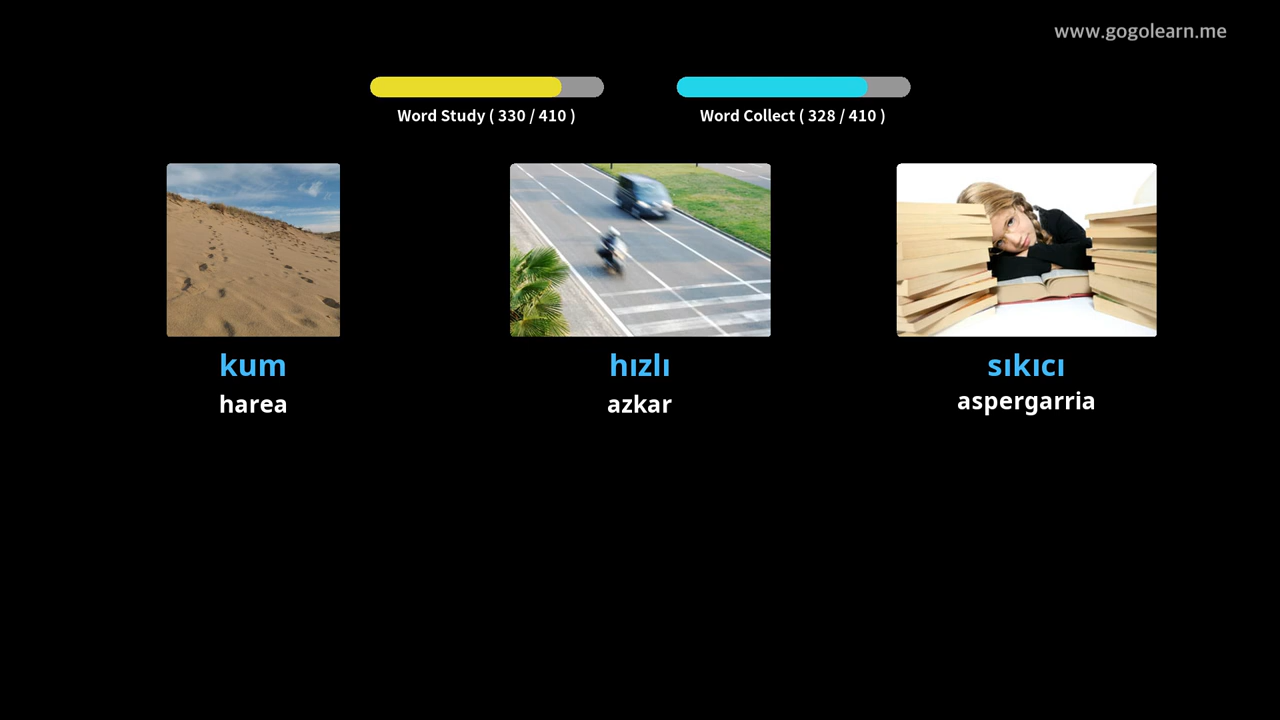 www.gogolearn.me
Word Study ( 330 / 410 )
Word Collect ( 328 / 410 )
kum
harea
hızlı
azkar
sıkıcı
aspergarria